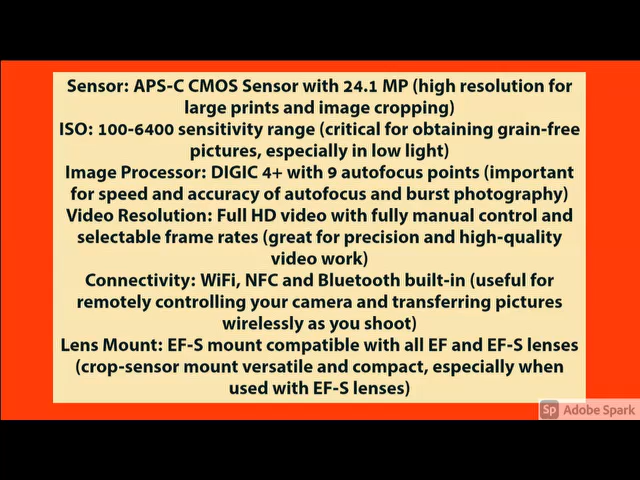 Sensor: APS-C CMOS Sensor with 24.1 MP (high resolution for
large prints and image cropping)
ISO: 100-6400 sensitivity range (critical for obtaining grain-free
pictures, especially in low light)
Image Processor: DIGIC 4+ with 9 autofocus points (important
for speed and accuracy of autofocus and burst photography)
Video Resolution: Full HD video with fully manual control and
selectable frame rates (great for precision and high-quality
video work)
Connectivity: WiFi, NFC and Bluetooth built-in (useful for
remotely controlling your camera and transferring pictures
wirelessly as you shoot)
Lens Mount: EF-S mount compatible with all EF and EF-S lenses
(crop-sensor mount versatile and compact, especially when
used with EF-S lenses)
Sp Adobe Spark